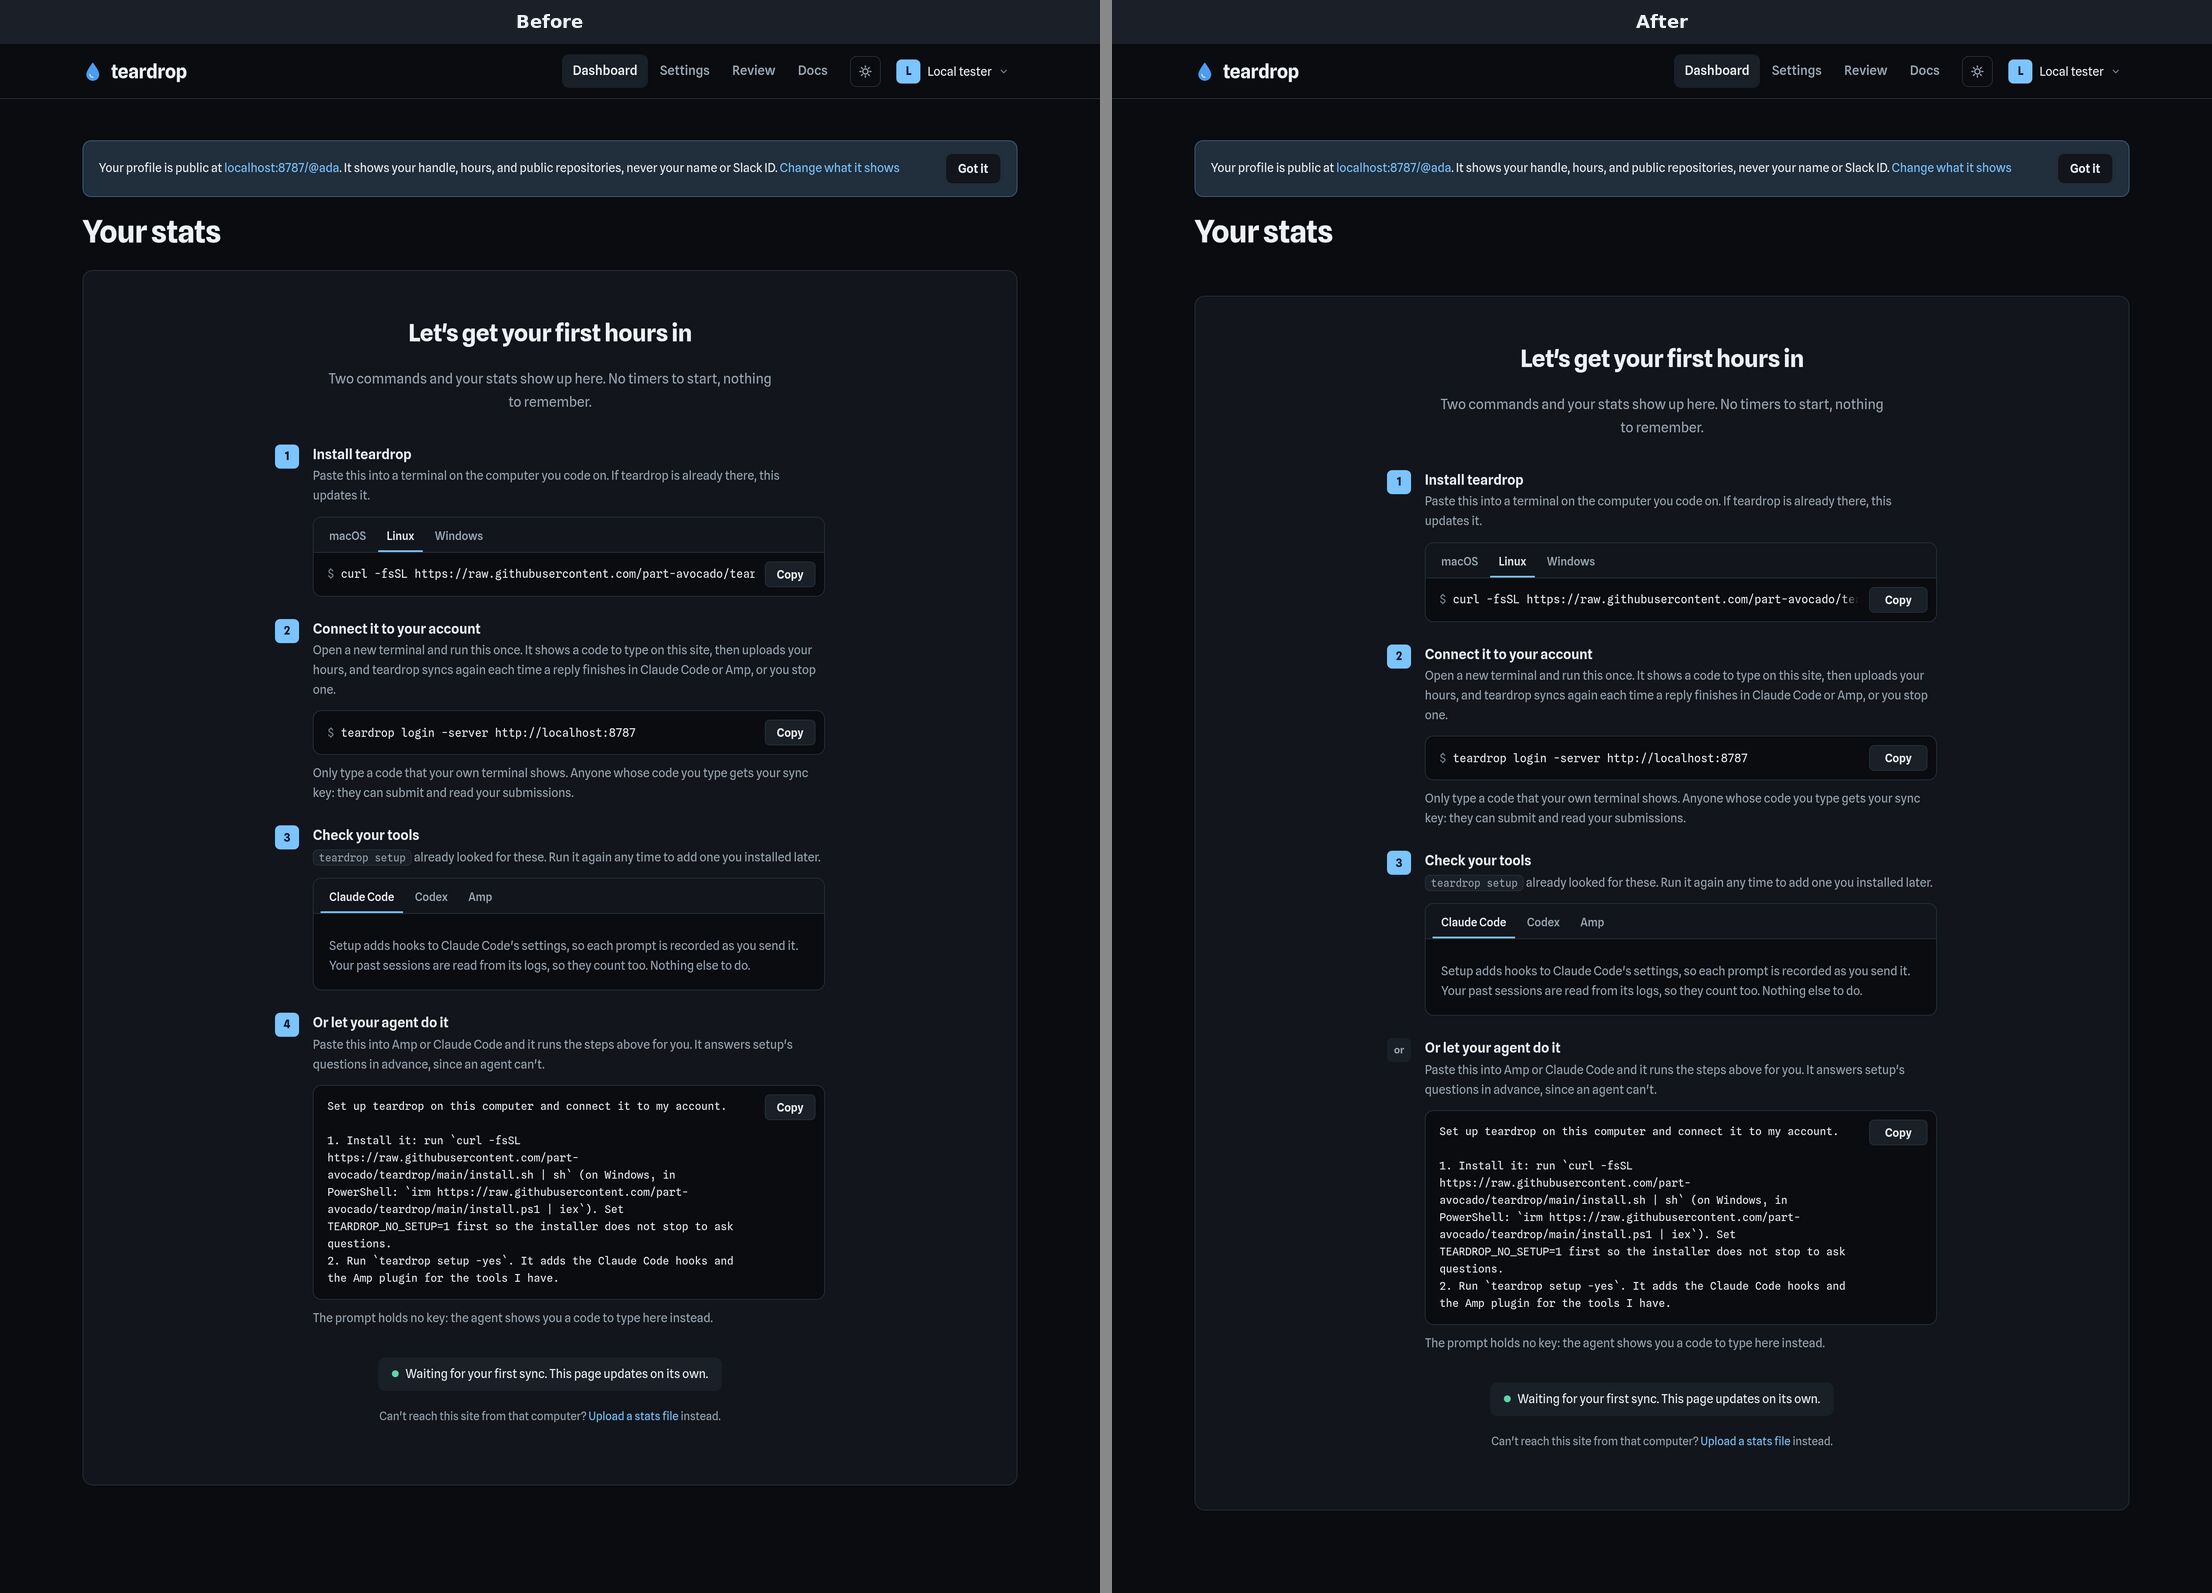 Before
teardrop
Dashboard Settings Review Docs L Local tester
Your profile is public at localhost:8787/@ada. It shows your handle, hours, and public repositories, never your name or Slack ID. Change what it shows
Got it
Your stats
Let's get your first hours in
Two commands and your stats show up here. No timers to start, nothing
to remember.
1 Install teardrop
Paste this into a terminal on the computer you code on. If teardrop is already there, this
updates it.
macOS Linux Windows
$ curl -fsSL https://raw.githubusercontent.com/part-avocado/tear Copy
2 Connect it to your account
Open a new terminal and run this once. It shows a code to type on this site, then uploads your
hours, and teardrop syncs again each time a reply finishes in Claude Code or Amp, or you stop
one.
$ teardrop login -server http://localhost:8787 Copy
Only type a code that your own terminal shows. Anyone whose code you type gets your sync
key: they can submit and read your submissions.
3 Check your tools
teardrop setup already looked for these. Run it again any time to add one you installed later.
Claude Code Codex Amp
Setup adds hooks to Claude Code's settings, so each prompt is recorded as you send it.
Your past sessions are read from its logs, so they count too. Nothing else to do.
4 Or let your agent do it
Paste this into Amp or Claude Code and it runs the steps above for you. It answers setup's
questions in advance, since an agent can't.
Set up teardrop on this computer and connect it to my account. Copy
1. Install it: run `curl -fsSL
https://raw.githubusercontent.com/part-
avocado/teardrop/main/install.sh | sh` (on Windows, in
PowerShell: `irm https://raw.githubusercontent.com/part-
avocado/teardrop/main/install.ps1 | iex`). Set
TEARDROP_NO_SETUP=1 first so the installer does not stop to ask
questions.
2. Run `teardrop setup -yes`. It adds the Claude Code hooks and
the Amp plugin for the tools I have.
The prompt holds no key: the agent shows you a code to type here instead.
Waiting for your first sync. This page updates on its own.
Can't reach this site from that computer? Upload a stats file instead.
After
teardrop
Dashboard Settings Review Docs L Local tester
Your profile is public at localhost:8787/@ada. It shows your handle, hours, and public repositories, never your name or Slack ID. Change what it shows
Got it
Your stats
Let's get your first hours in
Two commands and your stats show up here. No timers to start, nothing
to remember.
1 Install teardrop
Paste this into a terminal on the computer you code on. If teardrop is already there, this
updates it.
macOS Linux Windows
$ curl -fsSL https://raw.githubusercontent.com/part-avocado/te Copy
2 Connect it to your account
Open a new terminal and run this once. It shows a code to type on this site, then uploads your
hours, and teardrop syncs again each time a reply finishes in Claude Code or Amp, or you stop
one.
$ teardrop login -server http://localhost:8787 Copy
Only type a code that your own terminal shows. Anyone whose code you type gets your sync
key: they can submit and read your submissions.
3 Check your tools
teardrop setup already looked for these. Run it again any time to add one you installed later.
Claude Code Codex Amp
Setup adds hooks to Claude Code's settings, so each prompt is recorded as you send it.
Your past sessions are read from its logs, so they count too. Nothing else to do.
or Or let your agent do it
Paste this into Amp or Claude Code and it runs the steps above for you. It answers setup's
questions in advance, since an agent can't.
Set up teardrop on this computer and connect it to my account. Copy
1. Install it: run `curl -fsSL
https://raw.githubusercontent.com/part-
avocado/teardrop/main/install.sh | sh` (on Windows, in
PowerShell: `irm https://raw.githubusercontent.com/part-
avocado/teardrop/main/install.ps1 | iex`). Set
TEARDROP_NO_SETUP=1 first so the installer does not stop to ask
questions.
2. Run `teardrop setup -yes`. It adds the Claude Code hooks and
the Amp plugin for the tools I have.
The prompt holds no key: the agent shows you a code to type here instead.
Waiting for your first sync. This page updates on its own.
Can't reach this site from that computer? Upload a stats file instead.